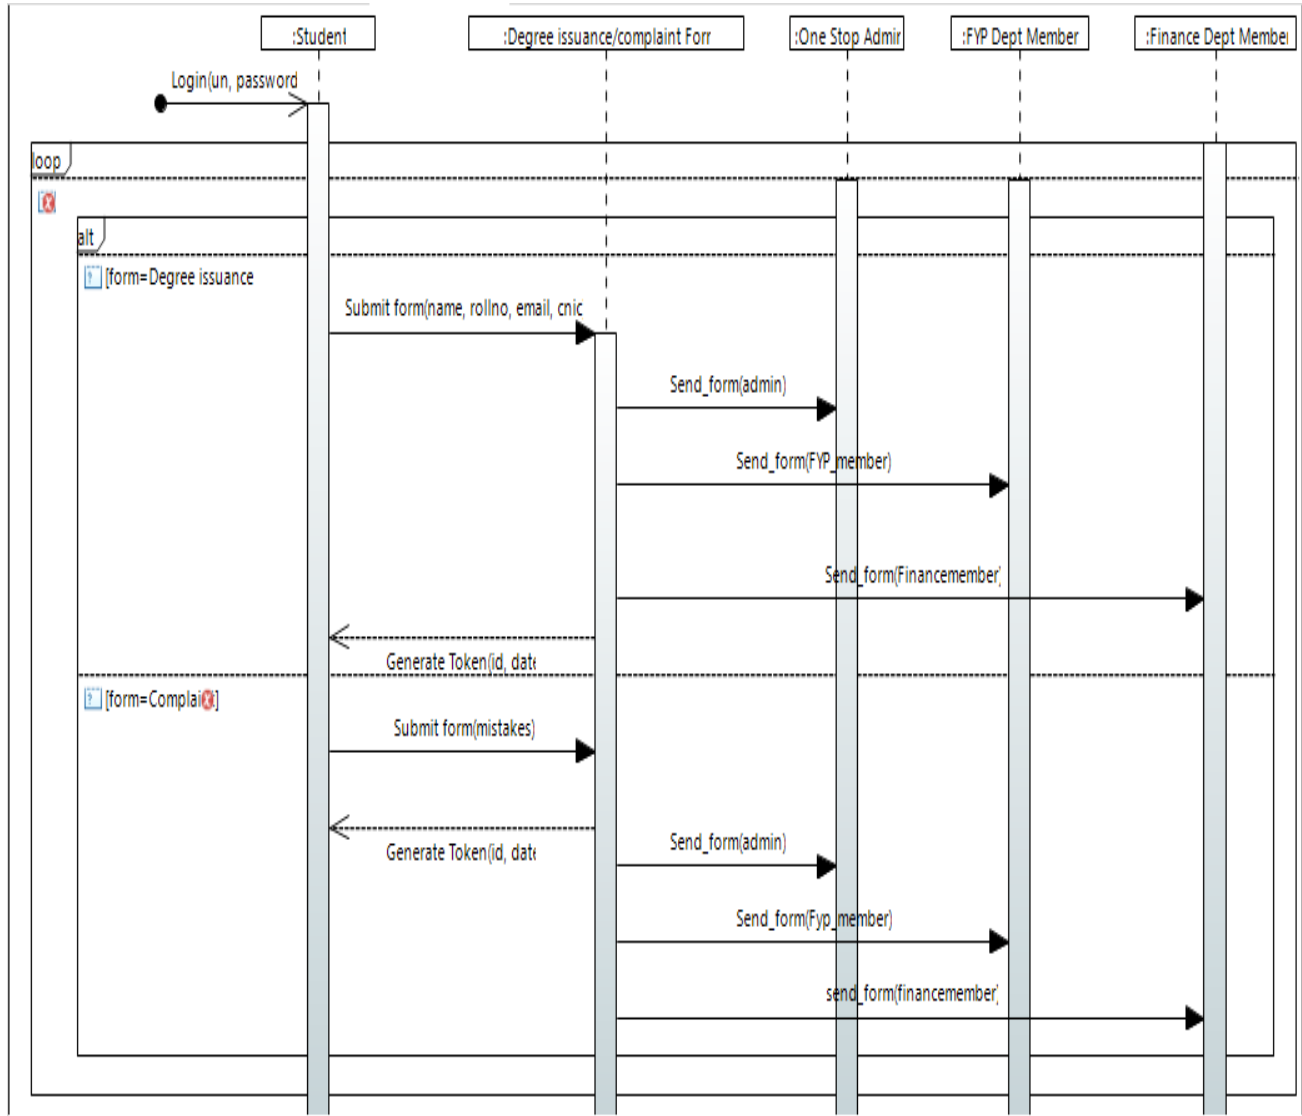 :Student
:Degree issuance/complaint Forr
:One Stop Admir
:FYP Dept Member
:Finance Dept Member
Login(un, password
loop
alt
[form=Degree issuance
Submit form(name, rollno, email, cnic
Send_form(admin)
Send_form(FYP_member)
Send_form(Financemember)
Generate Token(id, date
[form=Complai]
Submit form(mistakes)
Generate Token(id, date
Send_form(admin)
Send_form(Fyp_member)
send_form(financemember)